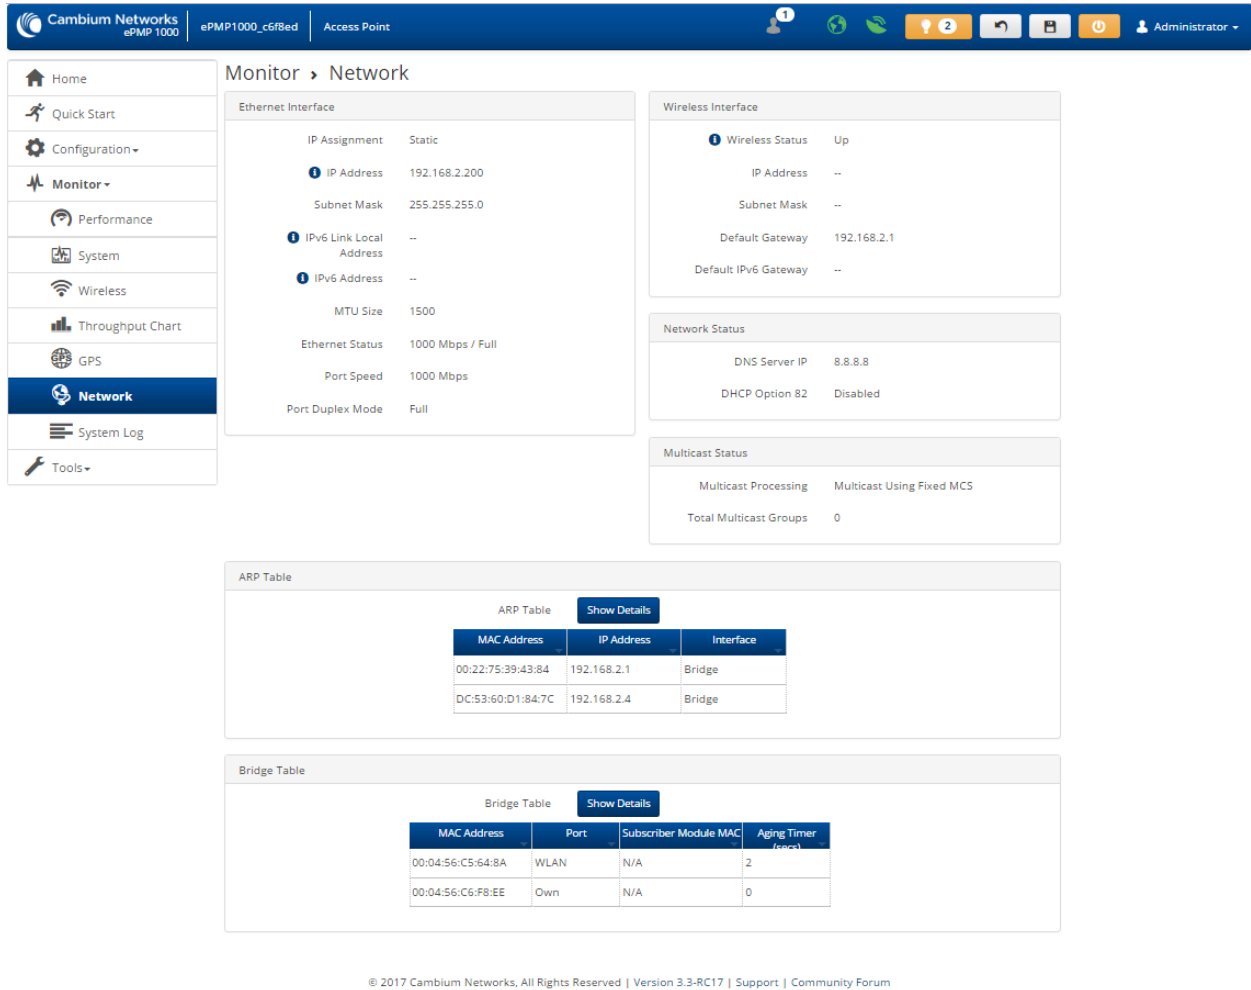 Cambium Networks
ePMP 1000
ePMP1000_c6f8ed
Access Point
1
2
Administrator
Home
Quick Start
Configuration
Monitor
Performance
System
Wireless
Throughput Chart
GPS
Network
System Log
Tools
Monitor › Network
Ethernet Interface
IP Assignment Static
IP Address 192.168.2.200
Subnet Mask 255.255.255.0
IPv6 Link Local --
Address
IPv6 Address --
MTU Size 1500
Ethernet Status 1000 Mbps / Full
Port Speed 1000 Mbps
Port Duplex Mode Full
Wireless Interface
Wireless Status Up
IP Address --
Subnet Mask --
Default Gateway 192.168.2.1
Default IPv6 Gateway --
Network Status
DNS Server IP 8.8.8.8
DHCP Option 82 Disabled
Multicast Status
Multicast Processing Multicast Using Fixed MCS
Total Multicast Groups 0
ARP Table
ARP Table Show Details
MAC Address IP Address Interface
00:22:75:39:43:84 192.168.2.1 Bridge
DC:53:60:D1:84:7C 192.168.2.4 Bridge
Bridge Table
Bridge Table Show Details
MAC Address Port Subscriber Module MAC Aging Timer
(secs)
00:04:56:C5:64:8A WLAN N/A 2
00:04:56:C6:F8:EE Own N/A 0
© 2017 Cambium Networks, All Rights Reserved | Version 3.3-RC17 | Support | Community Forum